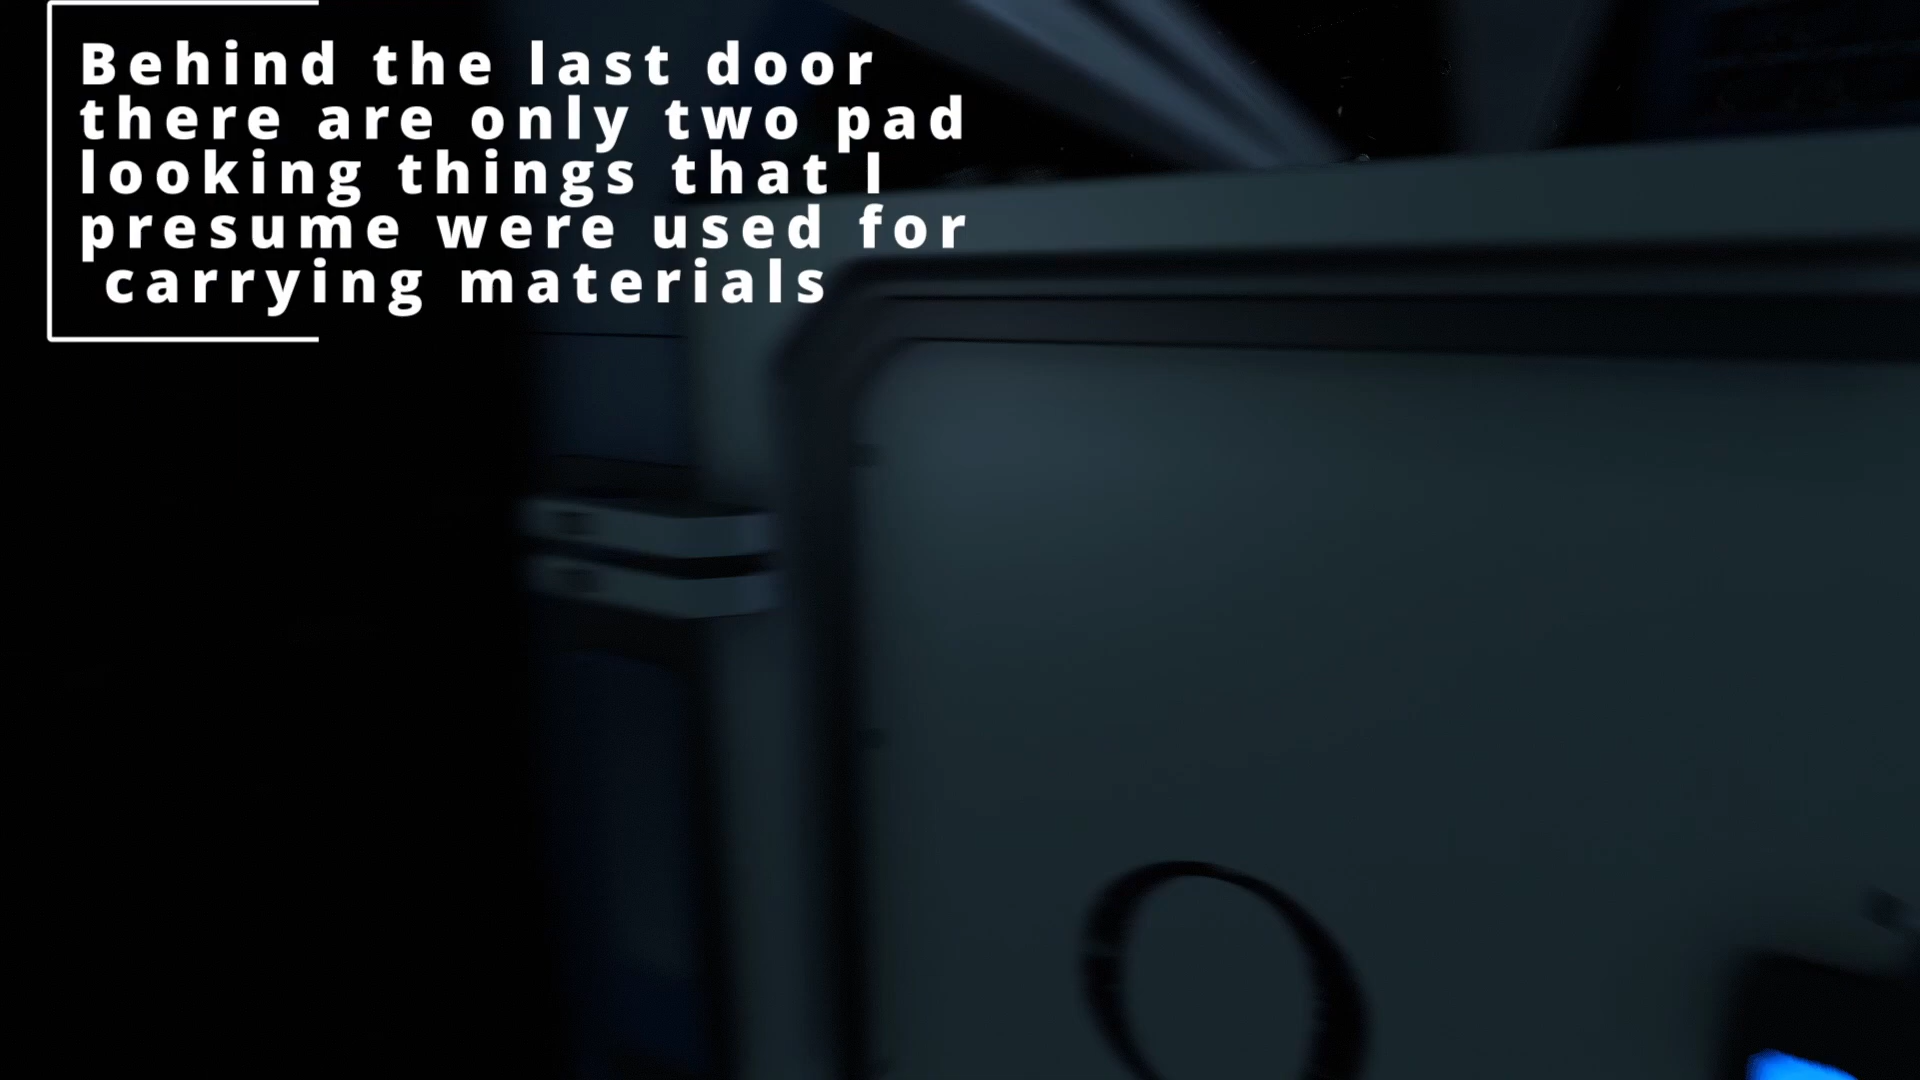 Behind the last door
there are only two pad
looking things that I
presume were used for
carrying materials